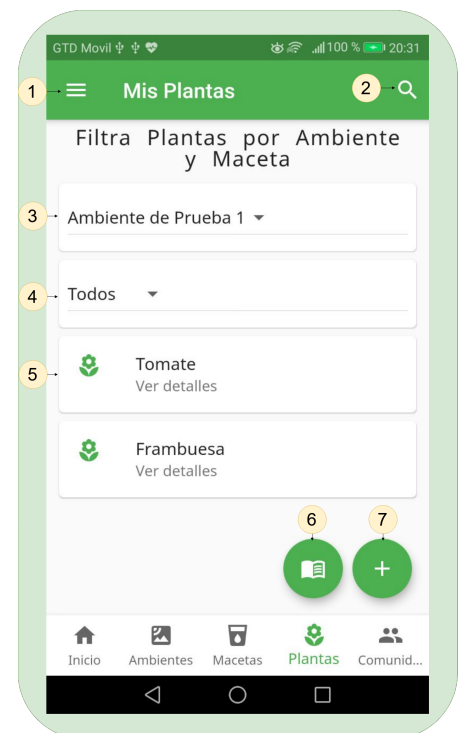 GTD Movil 100 % 20:31
1 Mis Plantas 2
Filtra Plantas por Ambiente
y Maceta
3 Ambiente de Prueba 1
4 Todos
5 Tomate
Ver detalles
Frambuesa
Ver detalles
6 7
Inicio Ambientes Macetas Plantas Comunid...